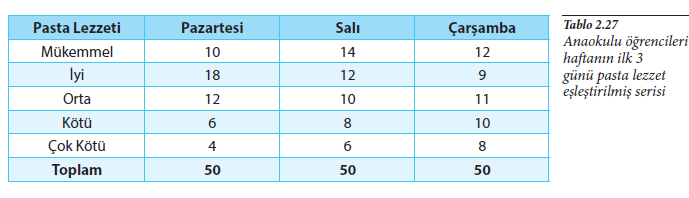 Pasta Lezzeti Pazartesi Salı Çarşamba
Mükemmel 10 14 12
İyi 18 12 9
Orta 12 10 11
Kötü 6 8 10
Çok Kötü 4 6 8
Toplam 50 50 50
Tablo 2.27
Anaokulu öğrencileri
haftanın ilk 3
günü pasta lezzet
eşleştirilmiş serisi